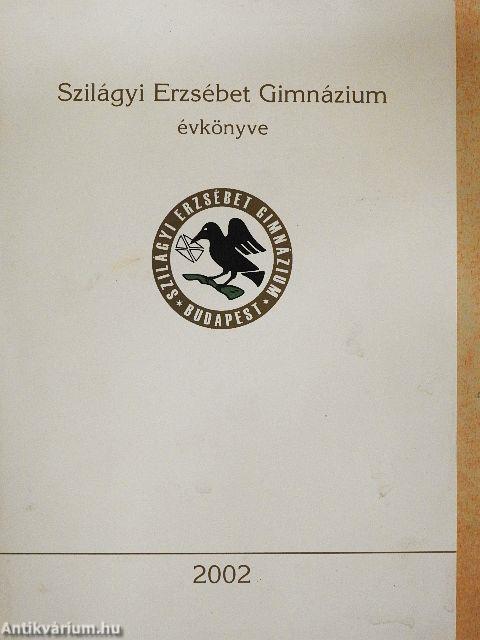 Szilágyi Erzsébet Gimnázium
évkönyve
SZILÁGYI ERZSÉBET GIMNÁZIUM
* BUDAPEST *
2002
Antikvárium.hu